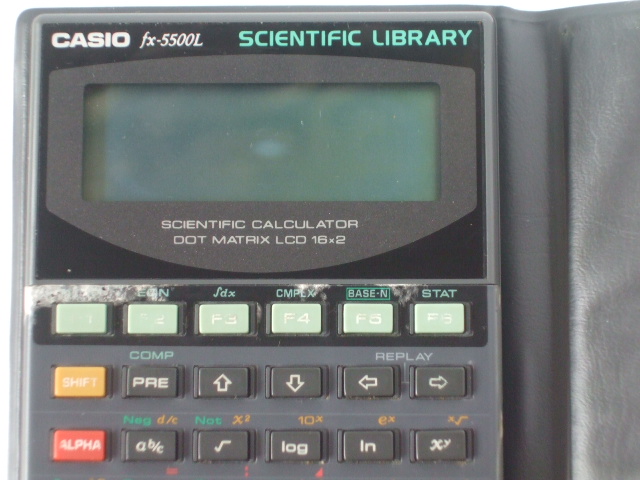 CASIO fx-5500L SCIENTIFIC LIBRARY
SCIENTIFIC CALCULATOR
DOT MATRIX LCD 16×2
∫dx CMPLX BASE-N STAT
F2 F3 F4 F5 F6
COMP REPLAY
SHIFT PRE ⇧ ⇩ ⇦ ⇨
Neg d/c Not x² 10ˣ eˣ ˣ√
ALPHA a b/c √ log ln xʸ